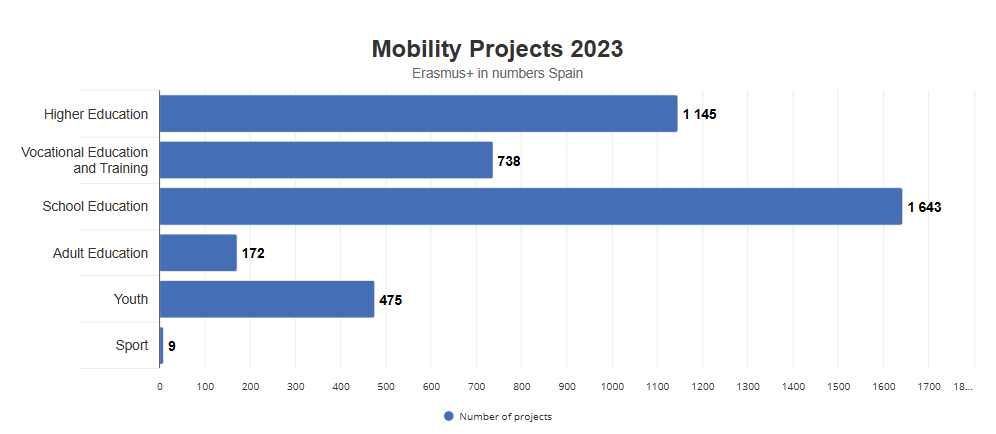 Mobility Projects 2023
Erasmus+ in numbers Spain
Higher Education
1 145
Vocational Education
and Training
738
School Education
1 643
Adult Education
172
Youth
475
Sport
9
0 100 200 300 400 500 600 700 800 900 1000 1100 1200 1300 1400 1500 1600 1700 18...
Number of projects